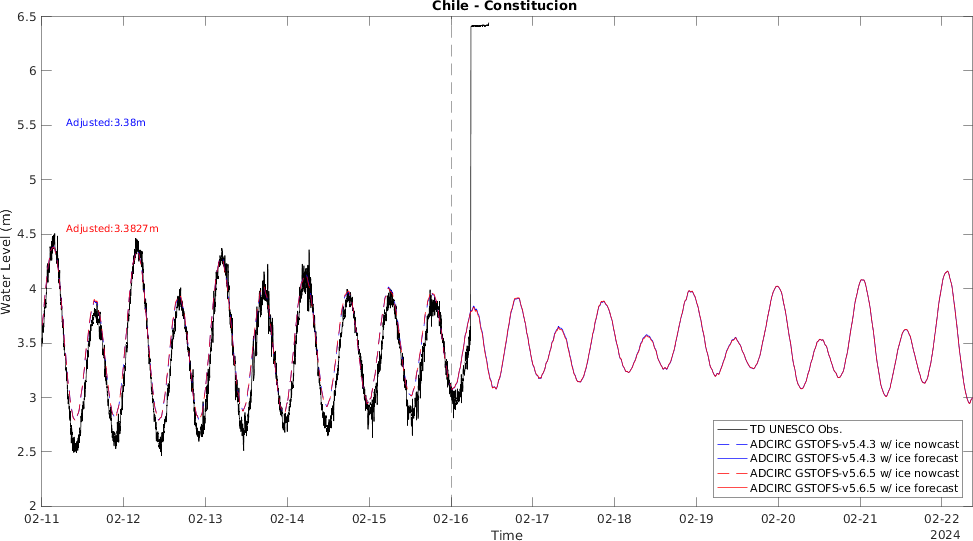 Chile - Constitucion
6.5
6
5.5
5
4.5
4
3.5
3
2.5
2
Water Level (m)
Adjusted:3.38m
Adjusted:3.3827m
TD UNESCO Obs.
ADCIRC GSTOFS-v5.4.3 w/ ice nowcast
ADCIRC GSTOFS-v5.4.3 w/ ice forecast
ADCIRC GSTOFS-v5.6.5 w/ ice nowcast
ADCIRC GSTOFS-v5.6.5 w/ ice forecast
02-11 02-12 02-13 02-14 02-15 02-16 02-17 02-18 02-19 02-20 02-21 02-22
Time
2024